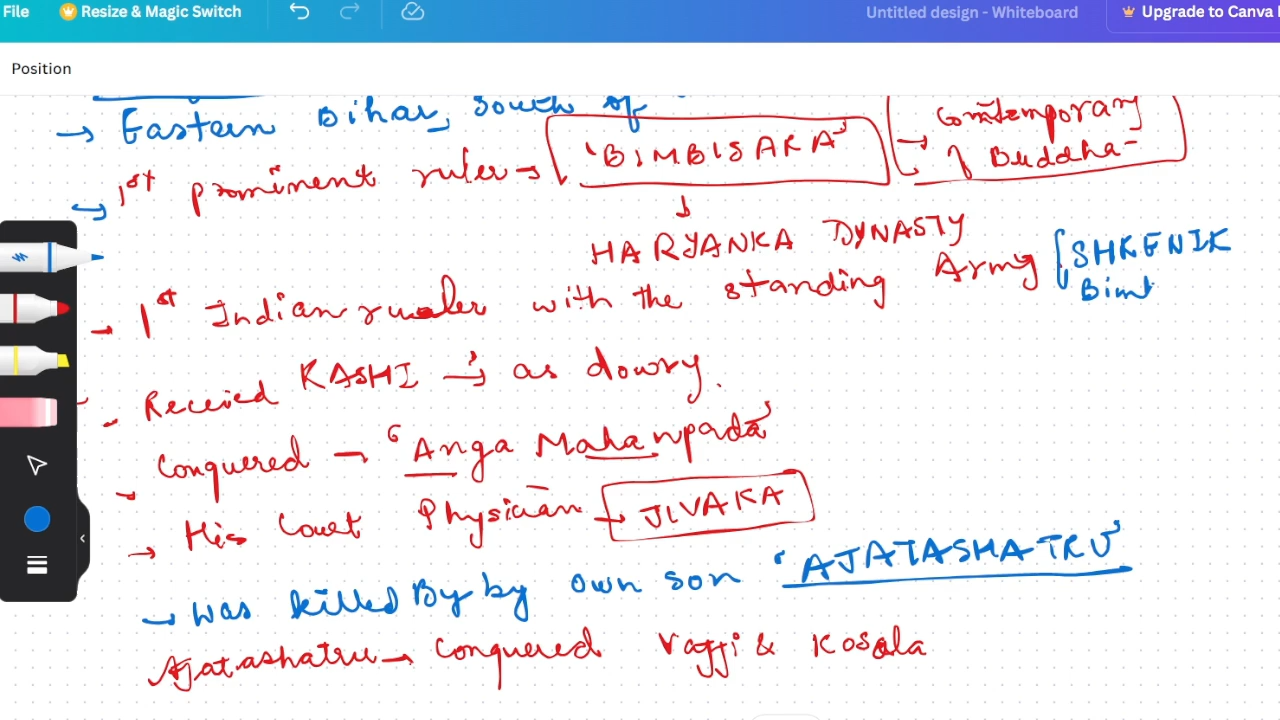 File Resize & Magic Switch Untitled design - Whiteboard Upgrade to Canva
Position
→ Eastern Bihar, South of
↳ 1st prominent ruler → 'BIMBISARA' → Contemporary of Buddha
↓
HARYANKA DYNASTY
→ 1st Indian ruler with the standing Army { SHRENIK
Bimb
→ Received KASHI → as dowry.
→ Conquered → 'Anga Mahanpada'
→ His Court Physician → JIVAKA
→ Was killed By by own son 'AJATASHATRU'
Ajatashatru → Conquered Vajji & Kosala